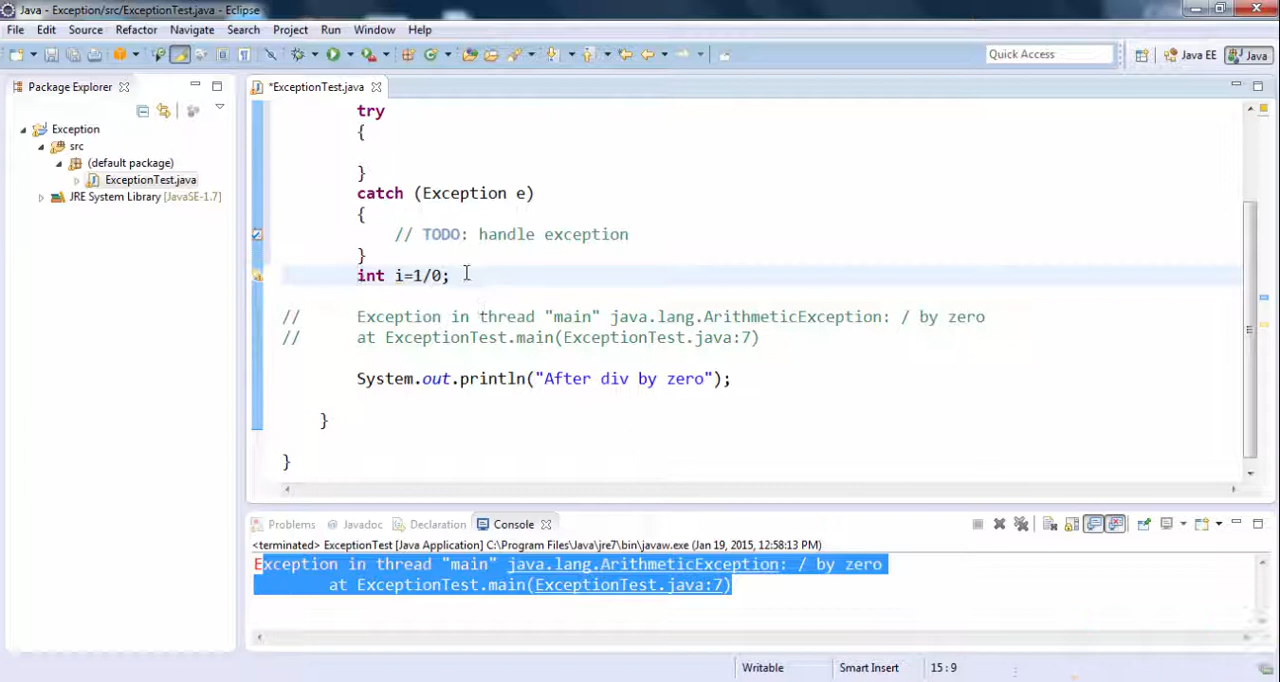 Java - Exception/src/ExceptionTest.java - Eclipse
File Edit Source Refactor Navigate Search Project Run Window Help
Quick Access Java EE Java
Package Explorer *ExceptionTest.java
try
{
Exception
src
(default package)
}
ExceptionTest.java
catch (Exception e)
JRE System Library [JavaSE-1.7]
{
// TODO: handle exception
}
int i=1/0;
// Exception in thread "main" java.lang.ArithmeticException: / by zero
// at ExceptionTest.main(ExceptionTest.java:7)
System.out.println("After div by zero");
}
}
Problems @ Javadoc Declaration Console
<terminated> ExceptionTest [Java Application] C:\Program Files\Java\jre7\bin\javaw.exe (Jan 19, 2015, 12:58:13 PM)
Exception in thread "main" java.lang.ArithmeticException: / by zero
at ExceptionTest.main(ExceptionTest.java:7)
Writable Smart Insert 15:9